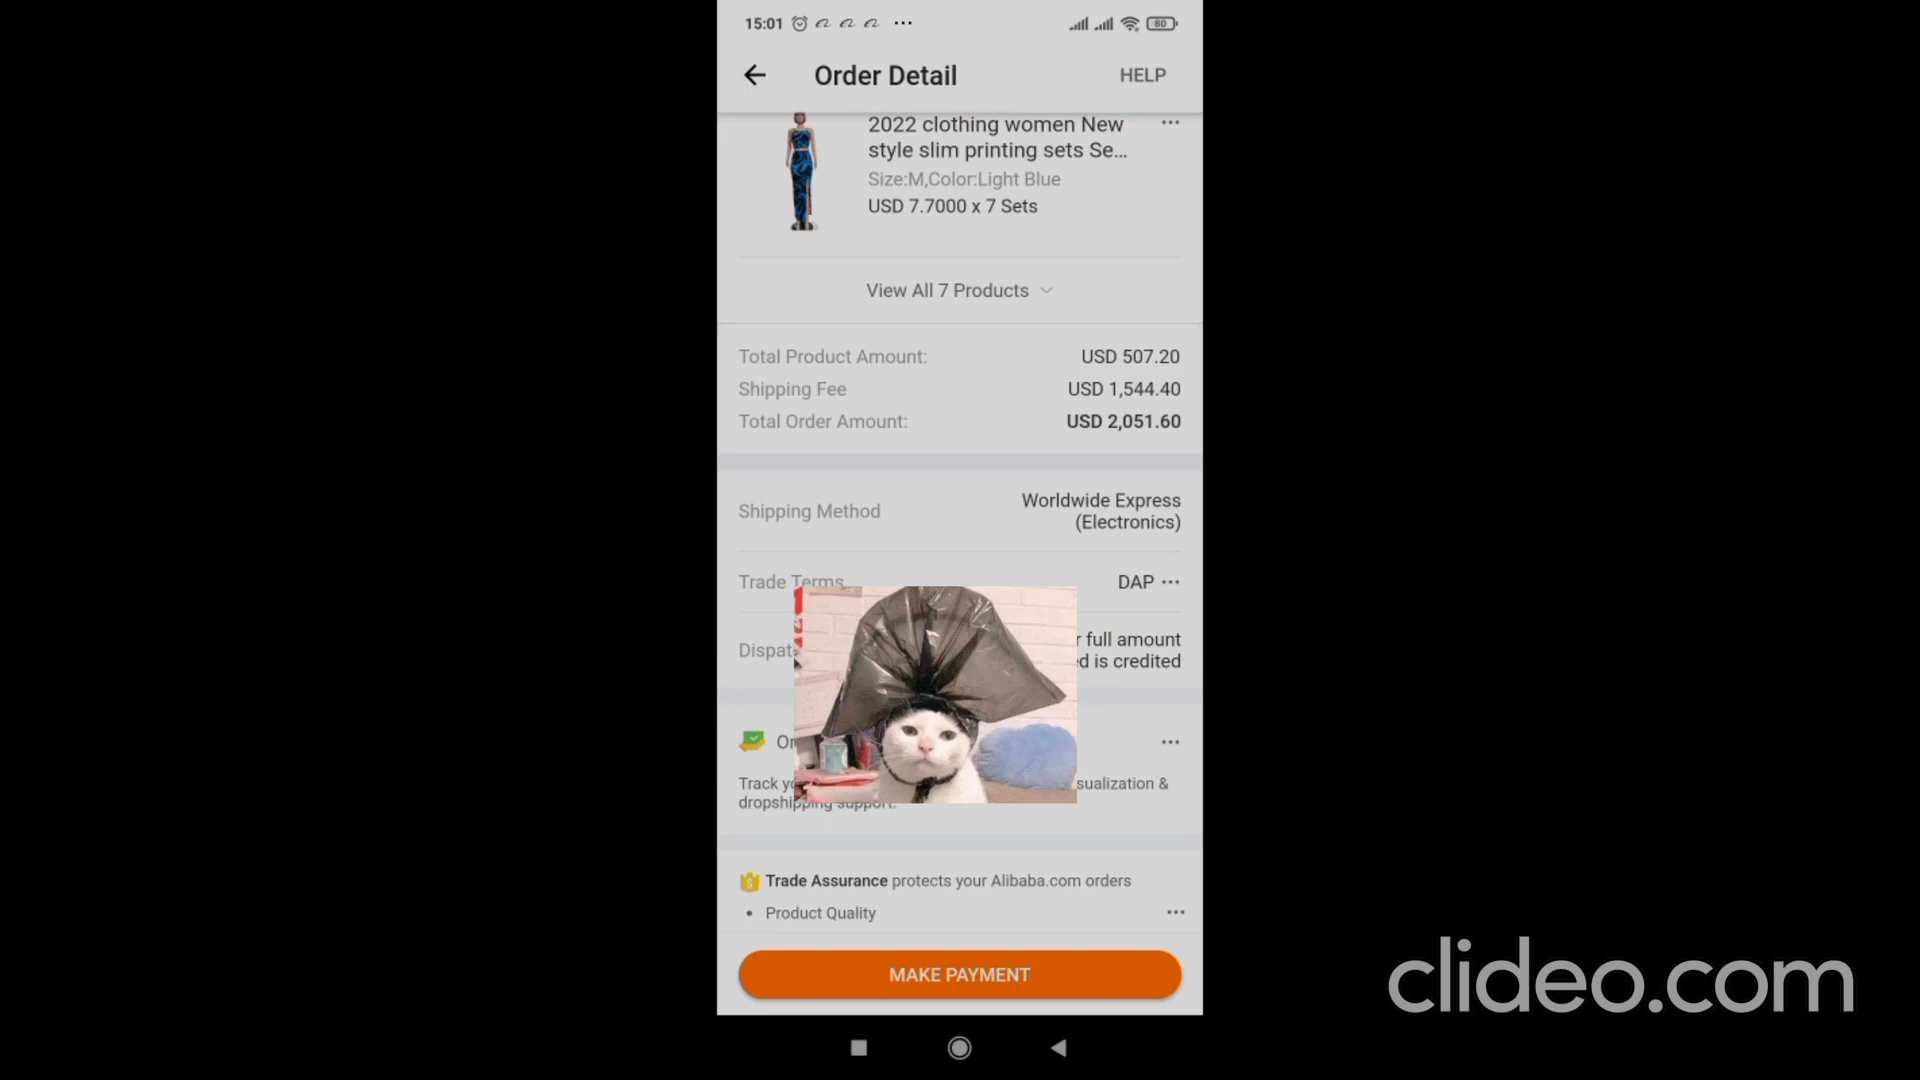 15:01
80
Order Detail
HELP
2022 clothing women New
style slim printing sets Se...
Size:M,Color:Light Blue
USD 7.7000 x 7 Sets
View All 7 Products
Total Product Amount: USD 507.20
Shipping Fee USD 1,544.40
Total Order Amount: USD 2,051.60
Shipping Method Worldwide Express
(Electronics)
Trade Terms DAP
full amount
is credited
Track
dropshipping support.
Trade Assurance protects your Alibaba.com orders
• Product Quality
MAKE PAYMENT
clideo.com